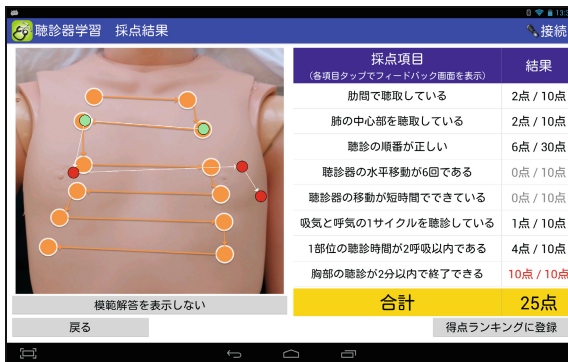 13:3
聴診器学習 採点結果
接続
採点項目
(各項目タップでフィードバック画面を表示)
結果
肋間で聴取している 2点 / 10点
肺の中心部を聴取している 2点 / 10点
聴診の順番が正しい 6点 / 30点
聴診器の水平移動が6回である 0点 / 10点
聴診器の移動が短時間でできている 0点 / 10点
吸気と呼気の1サイクルを聴診している 1点 / 10点
1部位の聴診時間が2呼吸以内である 4点 / 10点
胸部の聴診が2分以内で終了できる 10点 / 10点
合計 25点
模範解答を表示しない
戻る
得点ランキングに登録